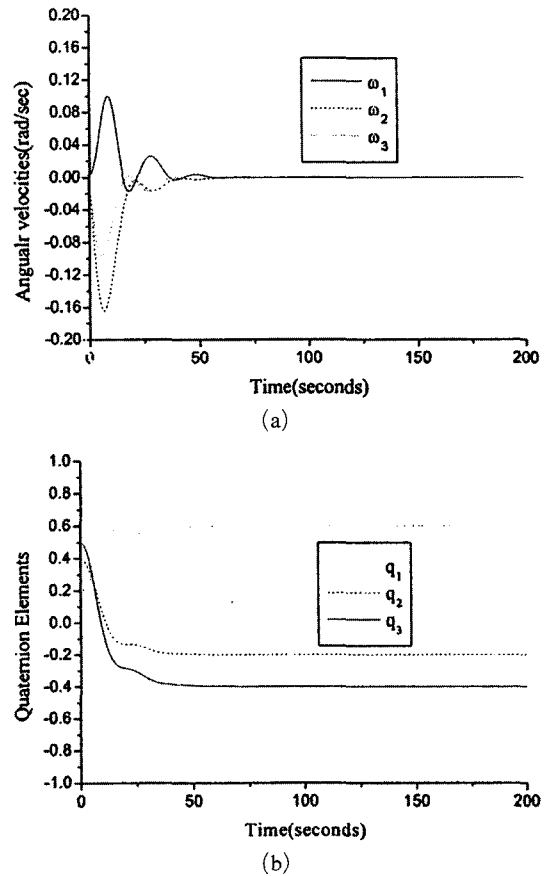 0.20
0.16
0.12
0.08
0.04
0.00
-0.04
-0.08
-0.12
-0.16
-0.20
Angualr velocities(rad/sec)
ω1
ω2
ω3
0 50 100 150 200
Time(seconds)
(a)
1.0
0.8
0.6
0.4
0.2
0.0
-0.2
-0.4
-0.6
-0.8
-1.0
Quaternion Elements
q1
q2
q3
0 50 100 150 200
Time(seconds)
(b)